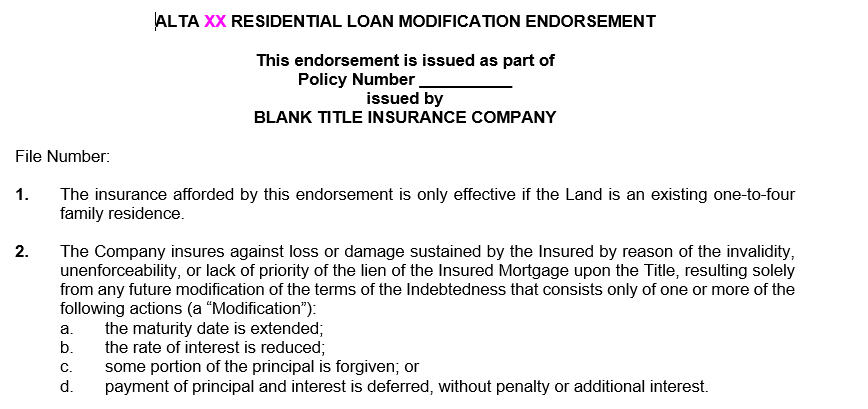 ALTA XX RESIDENTIAL LOAN MODIFICATION ENDORSEMENT
This endorsement is issued as part of
Policy Number __________
issued by
BLANK TITLE INSURANCE COMPANY
File Number:
1. The insurance afforded by this endorsement is only effective if the Land is an existing one-to-four
family residence.
2. The Company insures against loss or damage sustained by the Insured by reason of the invalidity,
unenforceability, or lack of priority of the lien of the Insured Mortgage upon the Title, resulting solely
from any future modification of the terms of the Indebtedness that consists only of one or more of the
following actions (a “Modification”):
a. the maturity date is extended;
b. the rate of interest is reduced;
c. some portion of the principal is forgiven; or
d. payment of principal and interest is deferred, without penalty or additional interest.